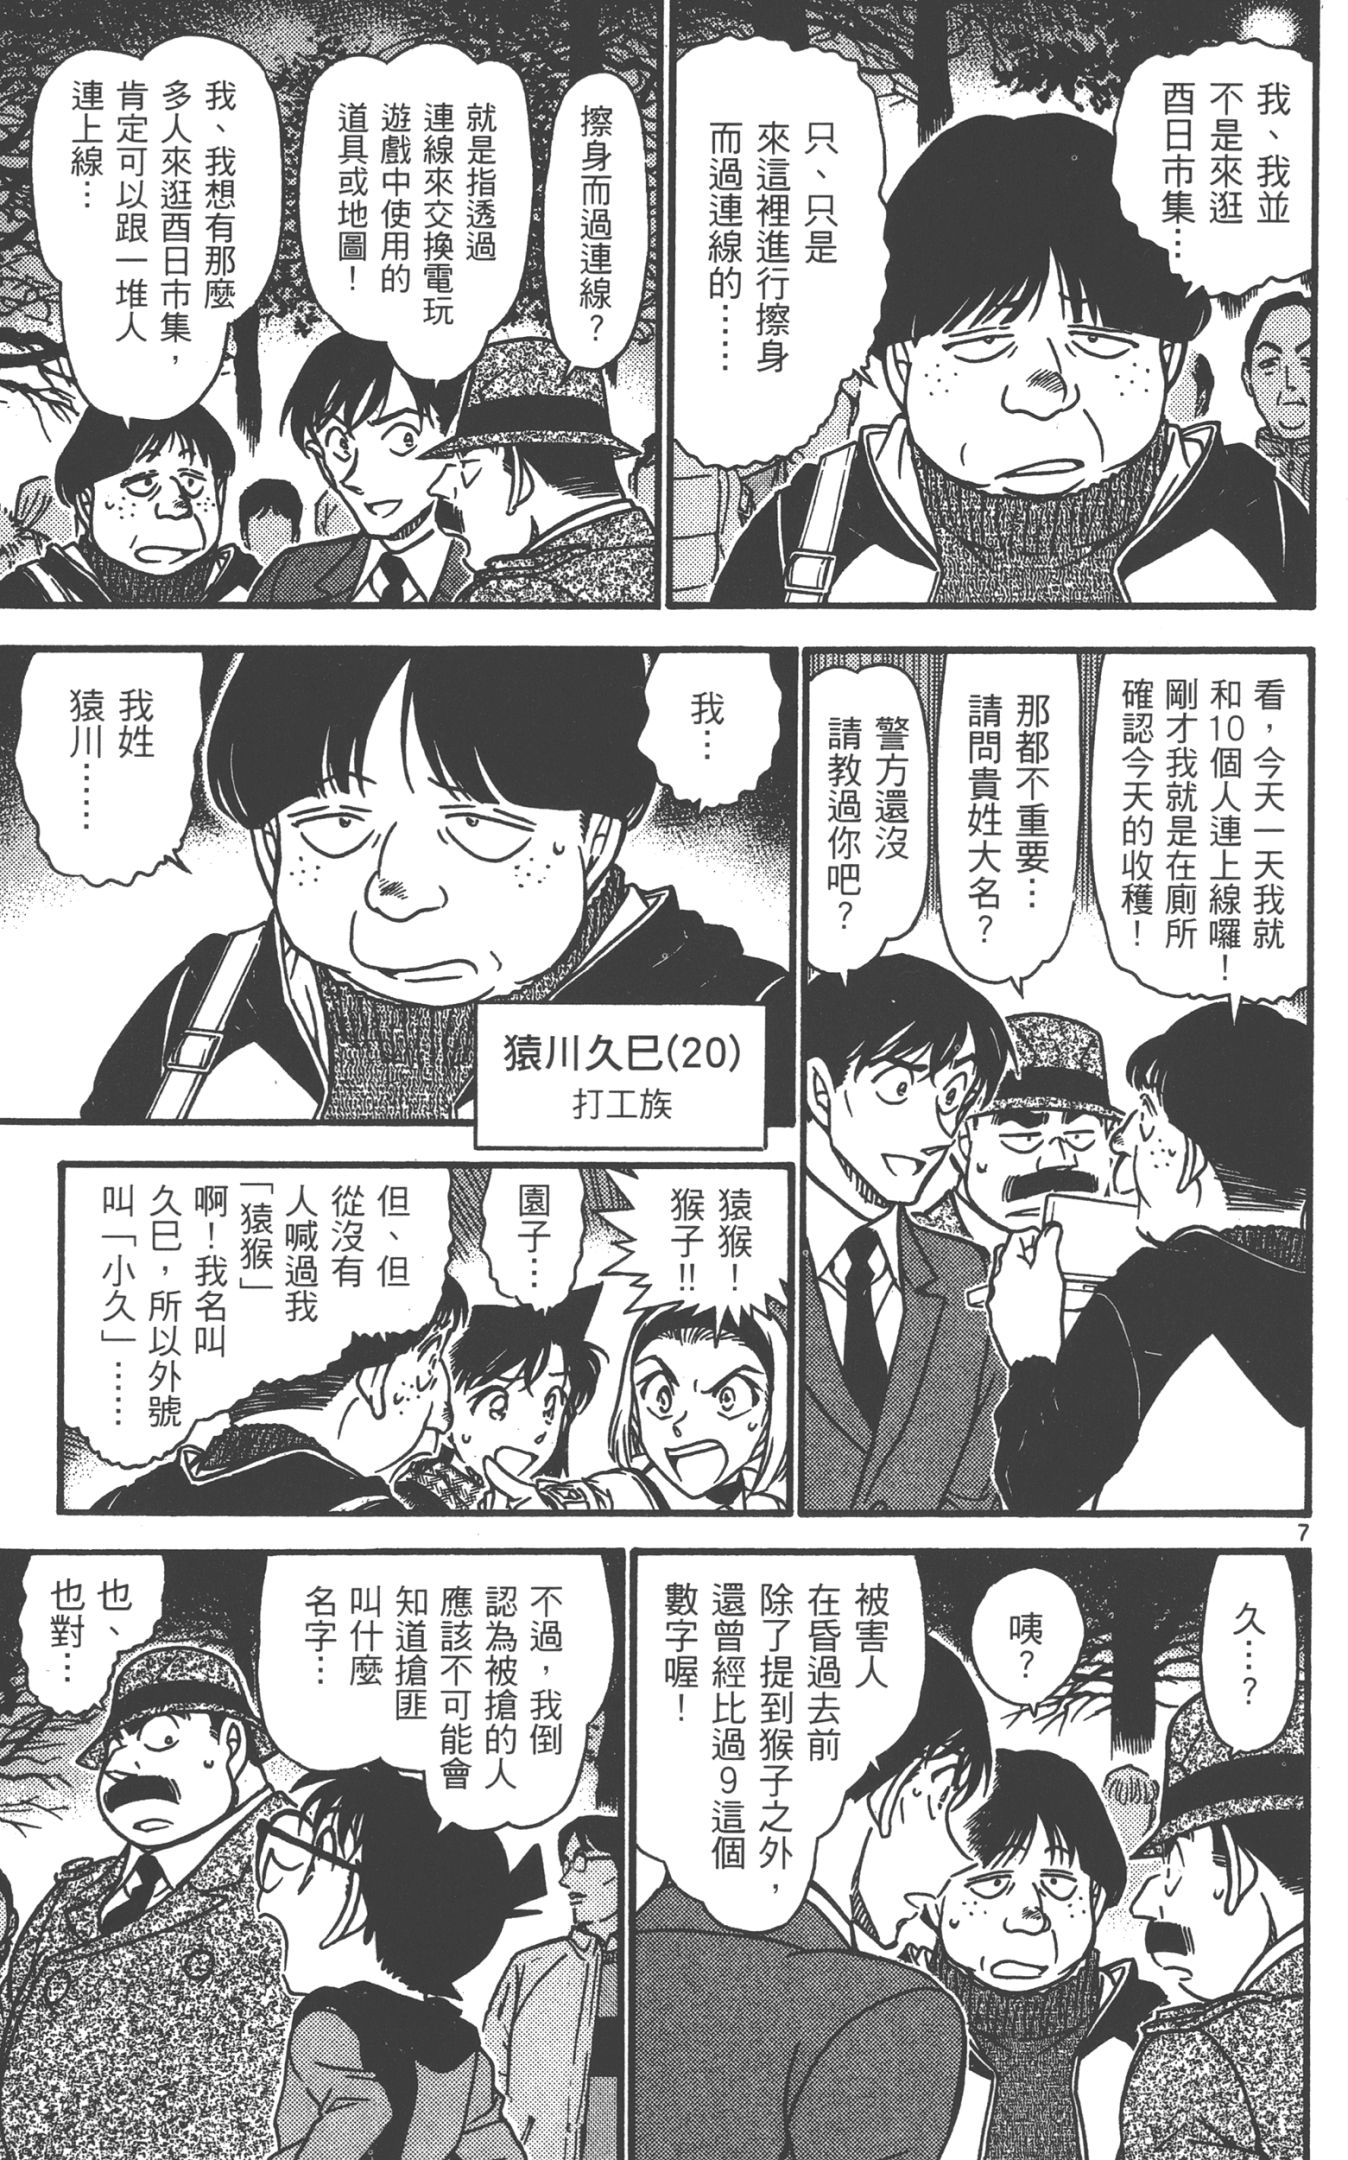 我、我並
不是來逛
酉日市集…
只、只是
來這裡進行擦身
而過連線的……
擦身而過連線？
就是指透過
連線來交換電玩
遊戲中使用的
道具或地圖！
我、我想有那麼
多人來逛酉日市集，
肯定可以跟一堆人
連上線…
看，今天一天我就
和10個人連上線囉！
剛才我就是在廁所
確認今天的收穫！
那都不重要…
請問貴姓大名？
警方還沒
請教過你吧？
我…
我姓
猿川……
猿川久巳(20)
打工族
猿猴！
猴子!!
園子…
但、但
從沒有
人喊過我
「猿猴」
啊！我名叫
久巳，所以外號
叫「小久」……
7
久…？
咦？
被害人
在昏過去前
除了提到猴子之外，
還曾經比過9這個
數字喔！
不過，我倒
認為被搶的人
應該不可能會
知道搶匪
叫什麼
名字…
也、
也對…